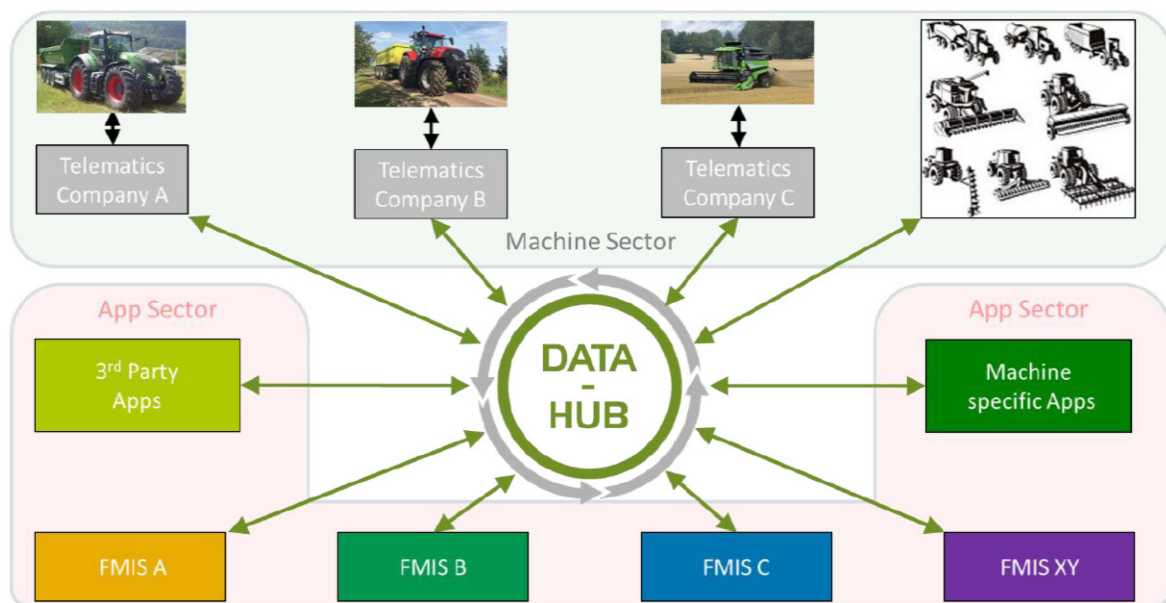 Telematics
Company A
Telematics
Company B
Telematics
Company C
Machine Sector
App Sector
App Sector
3rd Party
Apps
DATA
-
HUB
Machine
specific Apps
FMIS A
FMIS B
FMIS C
FMIS XY